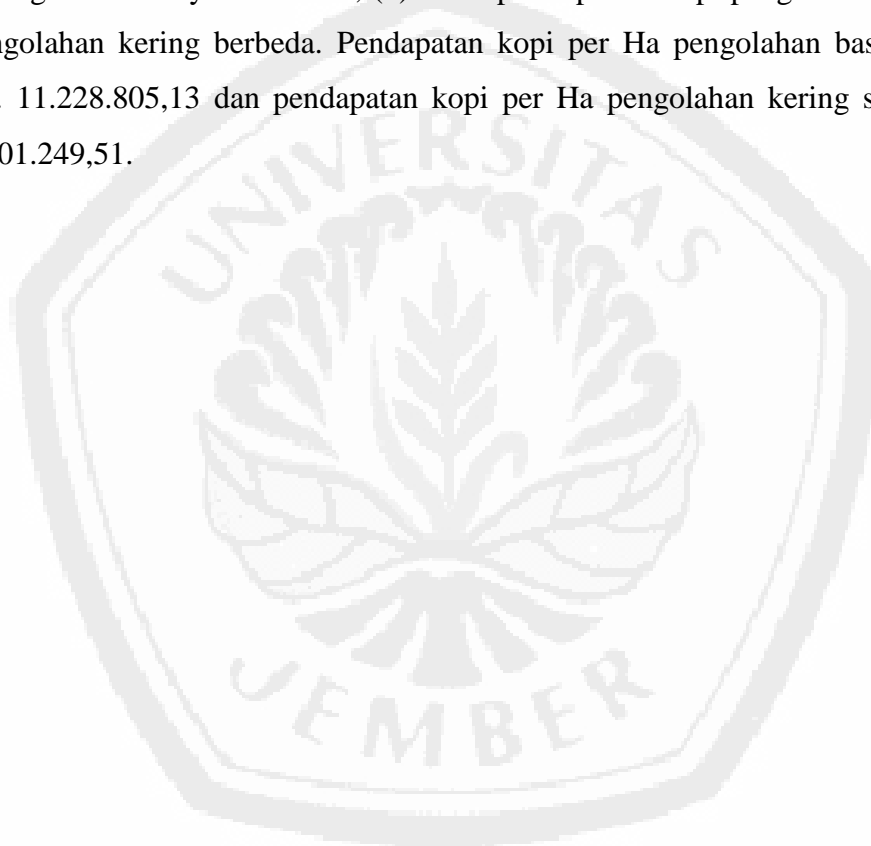 ngolahan kering berbeda. Pendapatan kopi per Ha pengolahan bas
. 11.228.805,13 dan pendapatan kopi per Ha pengolahan kering s
01.249,51.
UNIVERSITAS
JEMBER